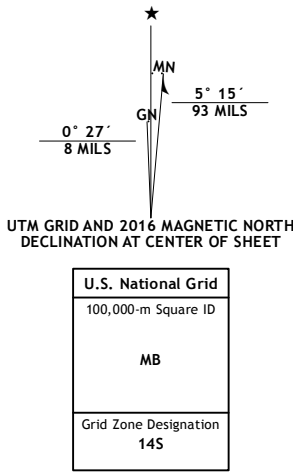 ★
MN
5° 15´
93 MILS
GN
0° 27´
8 MILS
UTM GRID AND 2016 MAGNETIC NORTH
DECLINATION AT CENTER OF SHEET
U.S. National Grid
100,000-m Square ID
MB
Grid Zone Designation
14S